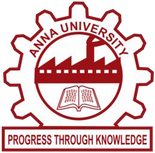 ANNA UNIVERSITY
PROGRESS THROUGH KNOWLEDGE